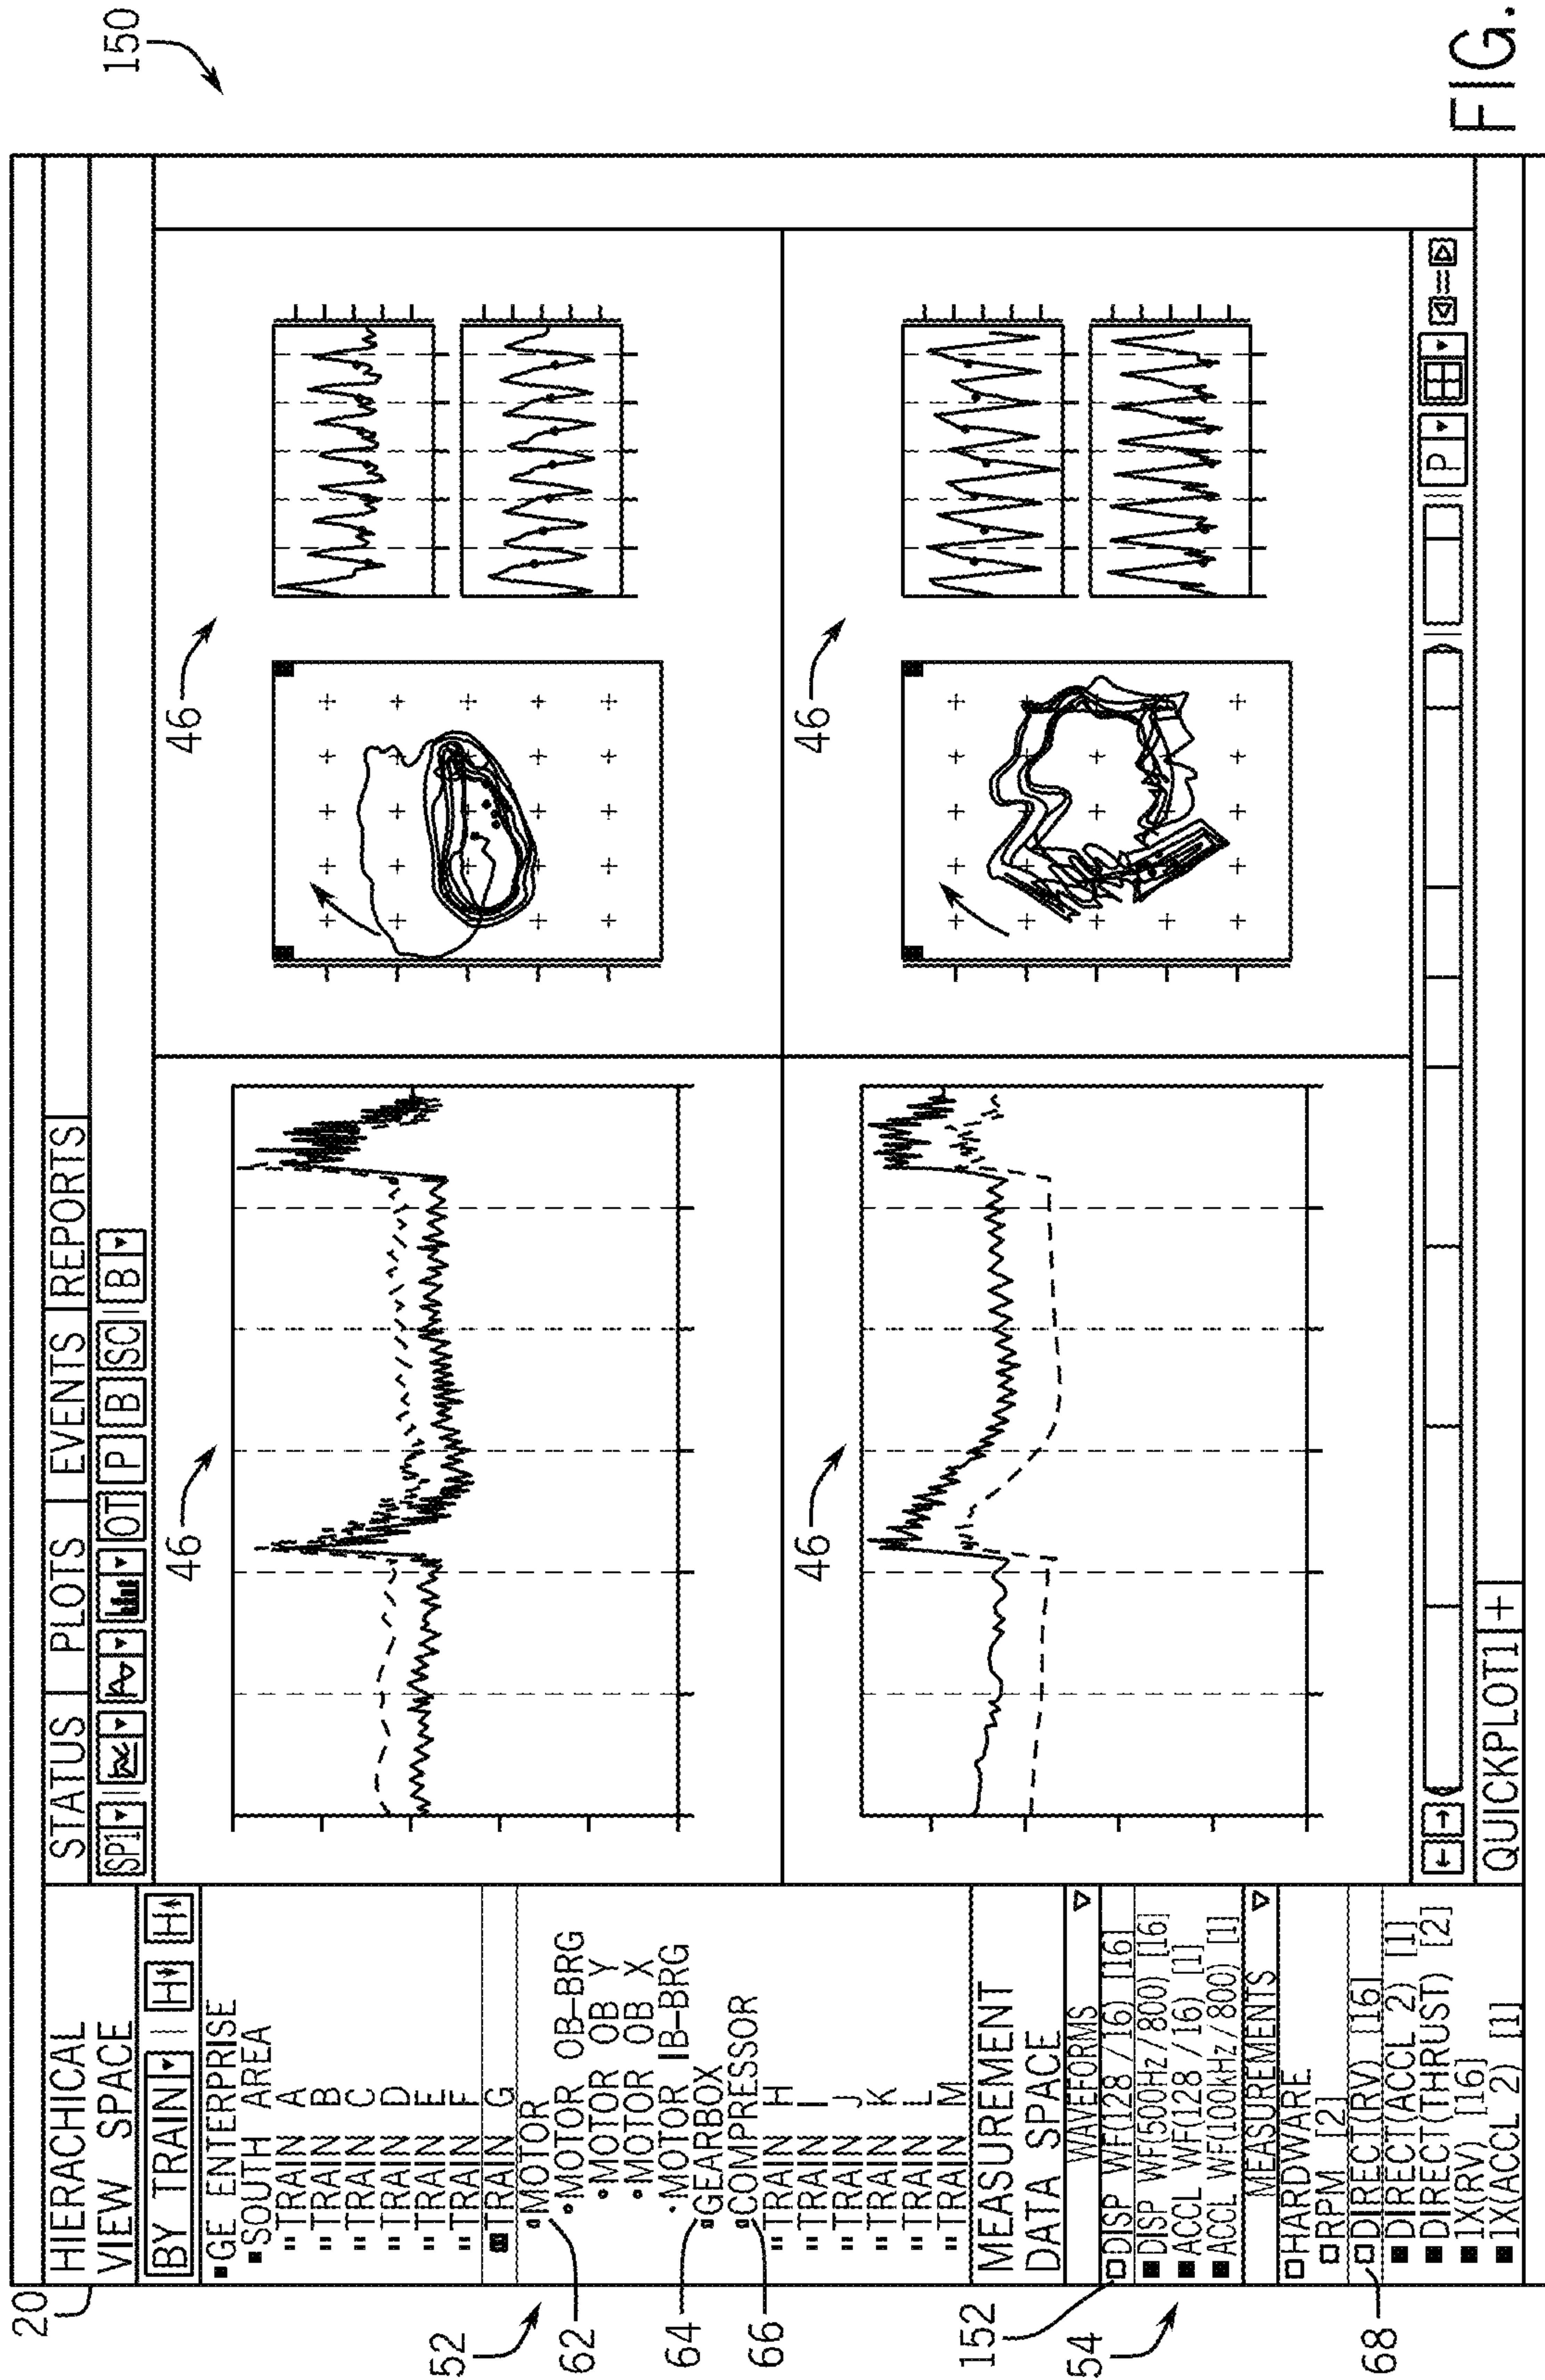 150
20
HIERACHICAL
VIEW SPACE
STATUS PLOTS EVENTS REPORTS
BY TRAIN H H
SP1 OT P B SC B
GE ENTERPRISE
SOUTH AREA
TRAIN A
TRAIN B
TRAIN C
TRAIN D
TRAIN E
TRAIN F
TRAIN G
MOTOR
MOTOR OB-BRG
MOTOR OB Y
MOTOR OB X
MOTOR IB-BRG
GEARBOX
COMPRESSOR
TRAIN H
TRAIN I
TRAIN J
TRAIN K
TRAIN L
TRAIN M
52
62
64
66
46
46
46
46
MEASUREMENT
DATA SPACE
WAVEFORMS
152
DISP WF(128/16) [16]
DISP WF(500Hz/800) [16]
ACCL WF(128/16) [1]
ACCL WF(100kHz/800) [1]
54
MEASUREMENTS
HARDWARE
RPM [2]
DIRECT(RV) [16]
68
DIRECT(ACCL 2) [1]
DIRECT(THRUST) [2]
1X(RV) [16]
1X(ACCL 2) [1]
P
QUICKPLOT1 +
FIG.